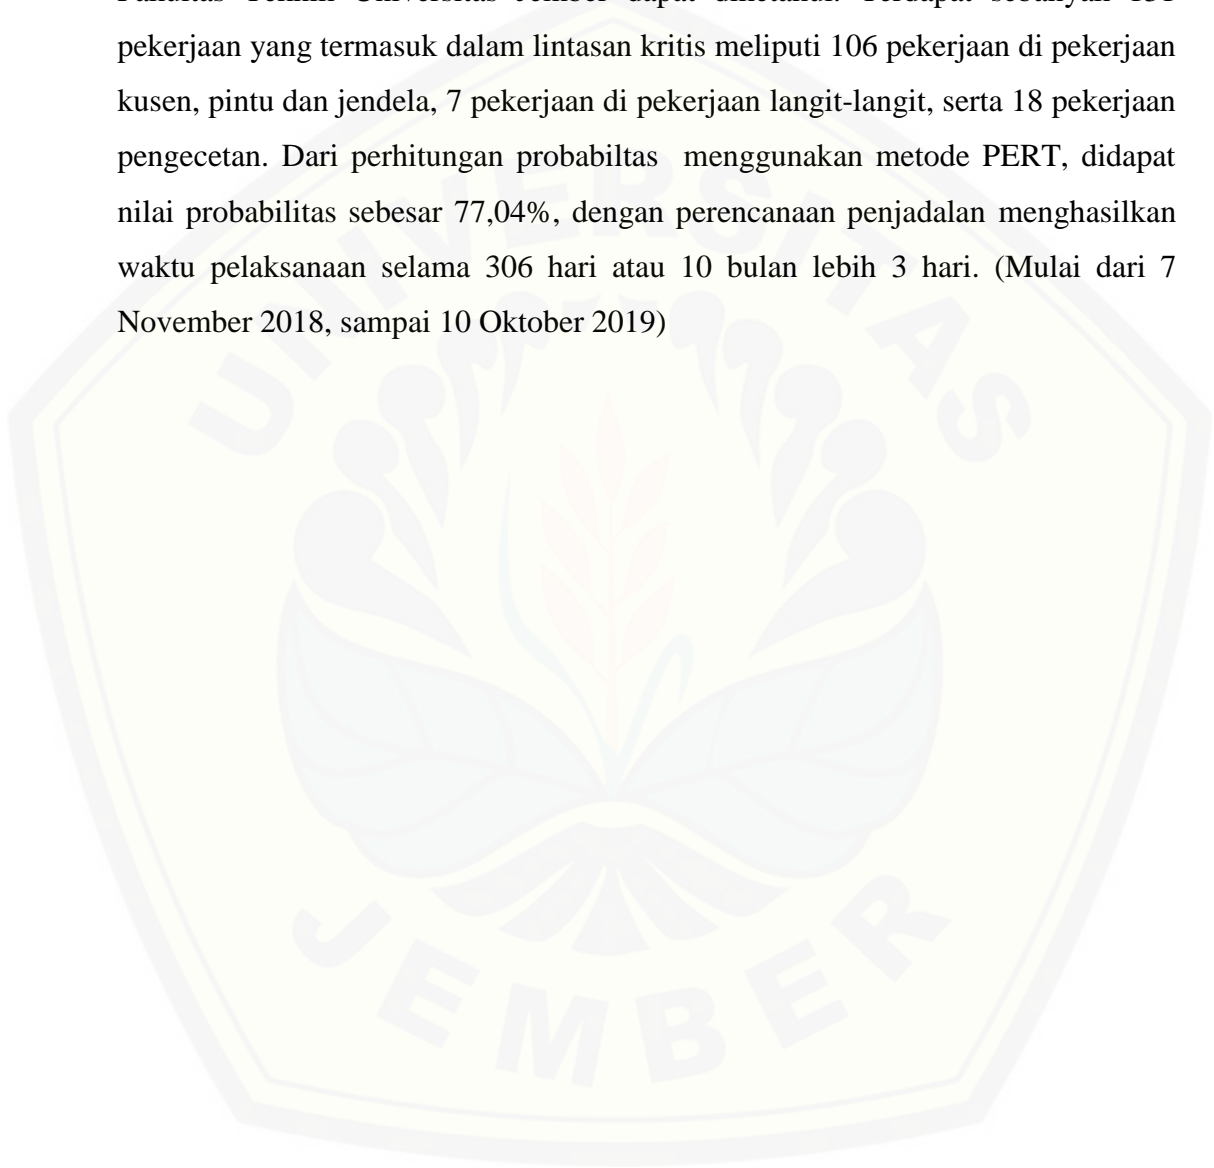 pekerjaan yang termasuk dalam lintasan kritis meliputi 106 pekerjaan di pekerjaan
kusen, pintu dan jendela, 7 pekerjaan di pekerjaan langit-langit, serta 18 pekerjaan
pengecetan. Dari perhitungan probabiltas menggunakan metode PERT, didapat
nilai probabilitas sebesar 77,04%, dengan perencanaan penjadalan menghasilkan
waktu pelaksanaan selama 306 hari atau 10 bulan lebih 3 hari. (Mulai dari 7
November 2018, sampai 10 Oktober 2019)
UNIVERSITAS
JEMBER